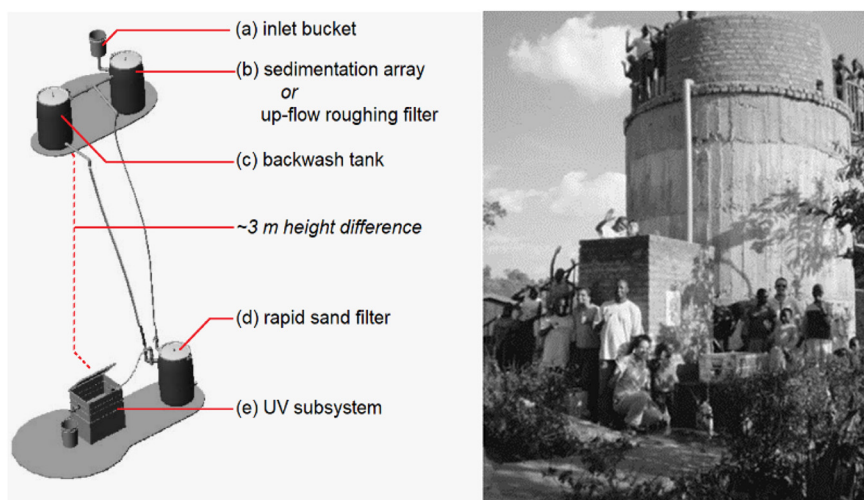 (a) inlet bucket
(b) sedimentation array
or
up-flow roughing filter
(c) backwash tank
~3 m height difference
(d) rapid sand filter
(e) UV subsystem